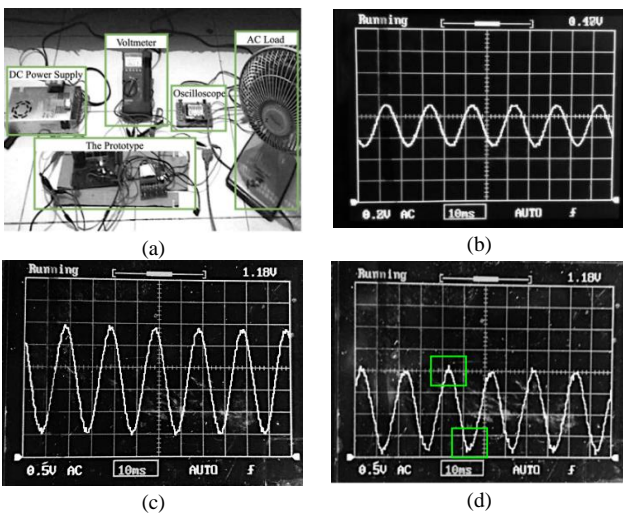 Voltmeter
AC Load
DC Power Supply
Oscilloscope
The Prototype
(a)
Running
0.42V
0.2V AC 10ms AUTO
(b)
Running 1.18V
0.5V AC 10ms AUTO
(c)
Running 1.18V
0.5V AC 10ms AUTO
(d)